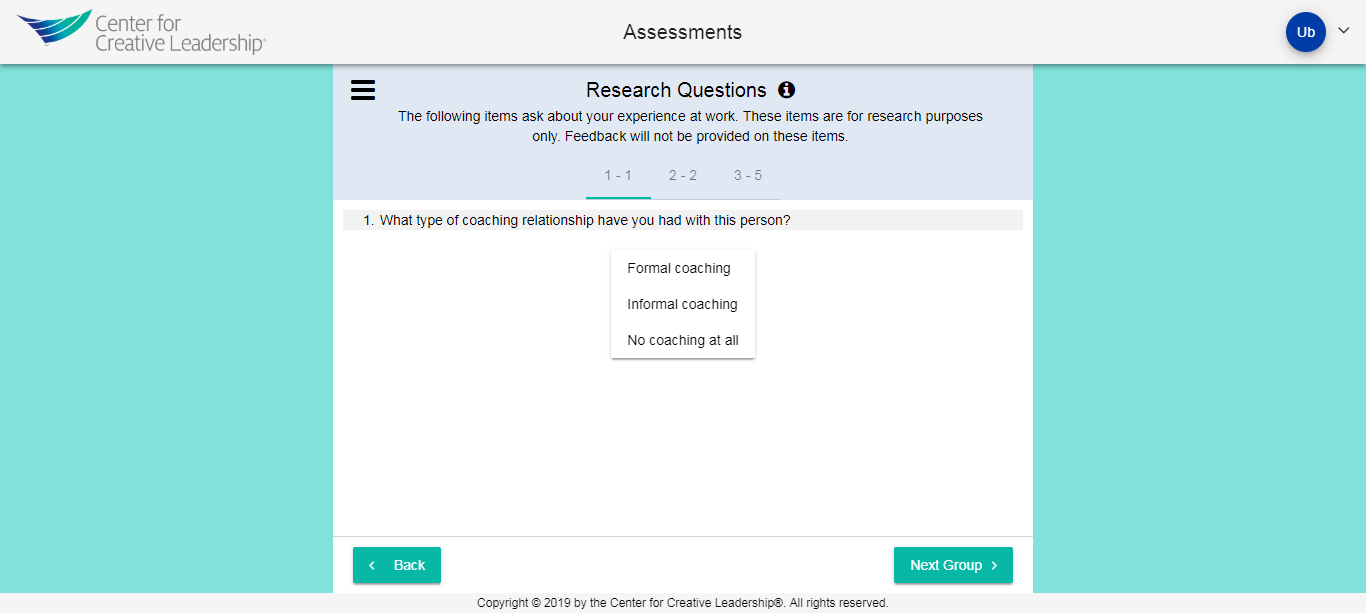 Center for
Creative Leadership®
Assessments
Ub
Research Questions
The following items ask about your experience at work. These items are for research purposes
only. Feedback will not be provided on these items.
1 - 1 2 - 2 3 - 5
1. What type of coaching relationship have you had with this person?
Formal coaching
Informal coaching
No coaching at all
Back
Next Group
Copyright © 2019 by the Center for Creative Leadership®. All rights reserved.